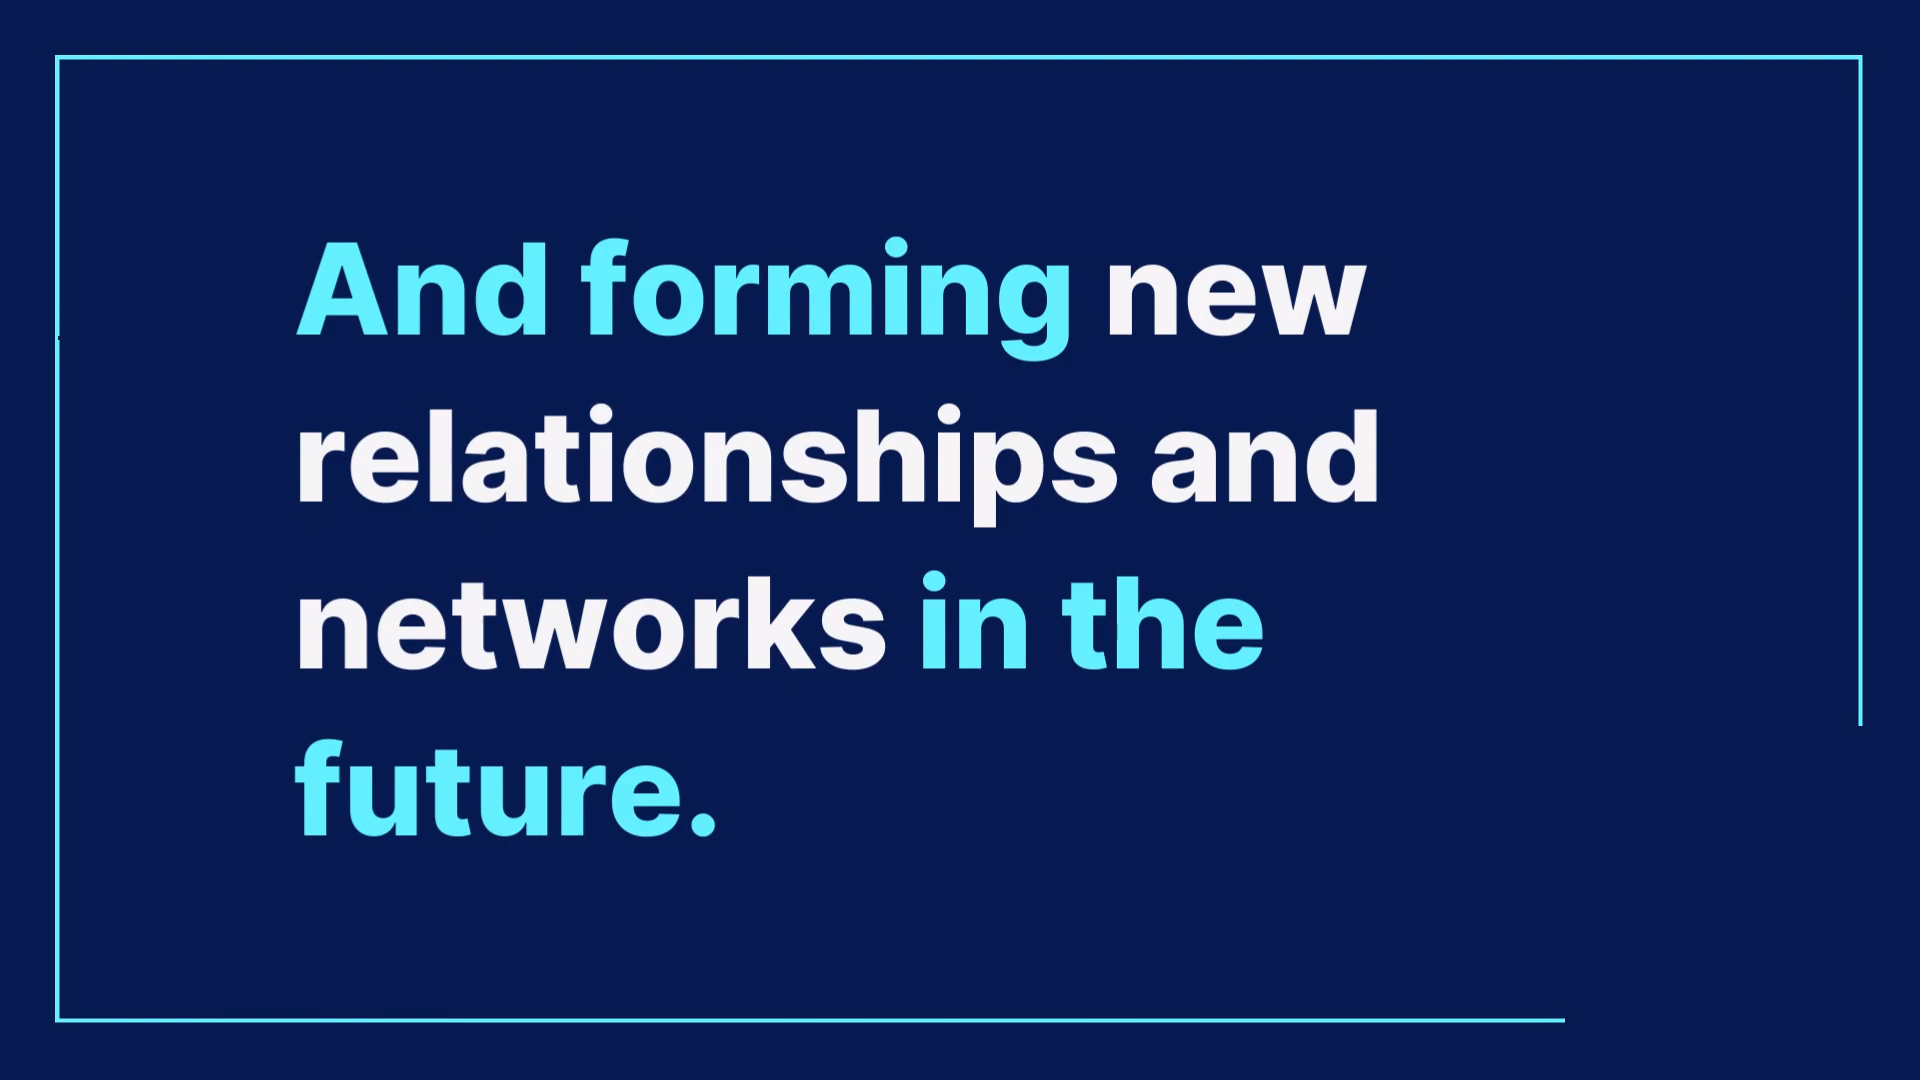 And forming new
relationships and
networks in the
future.